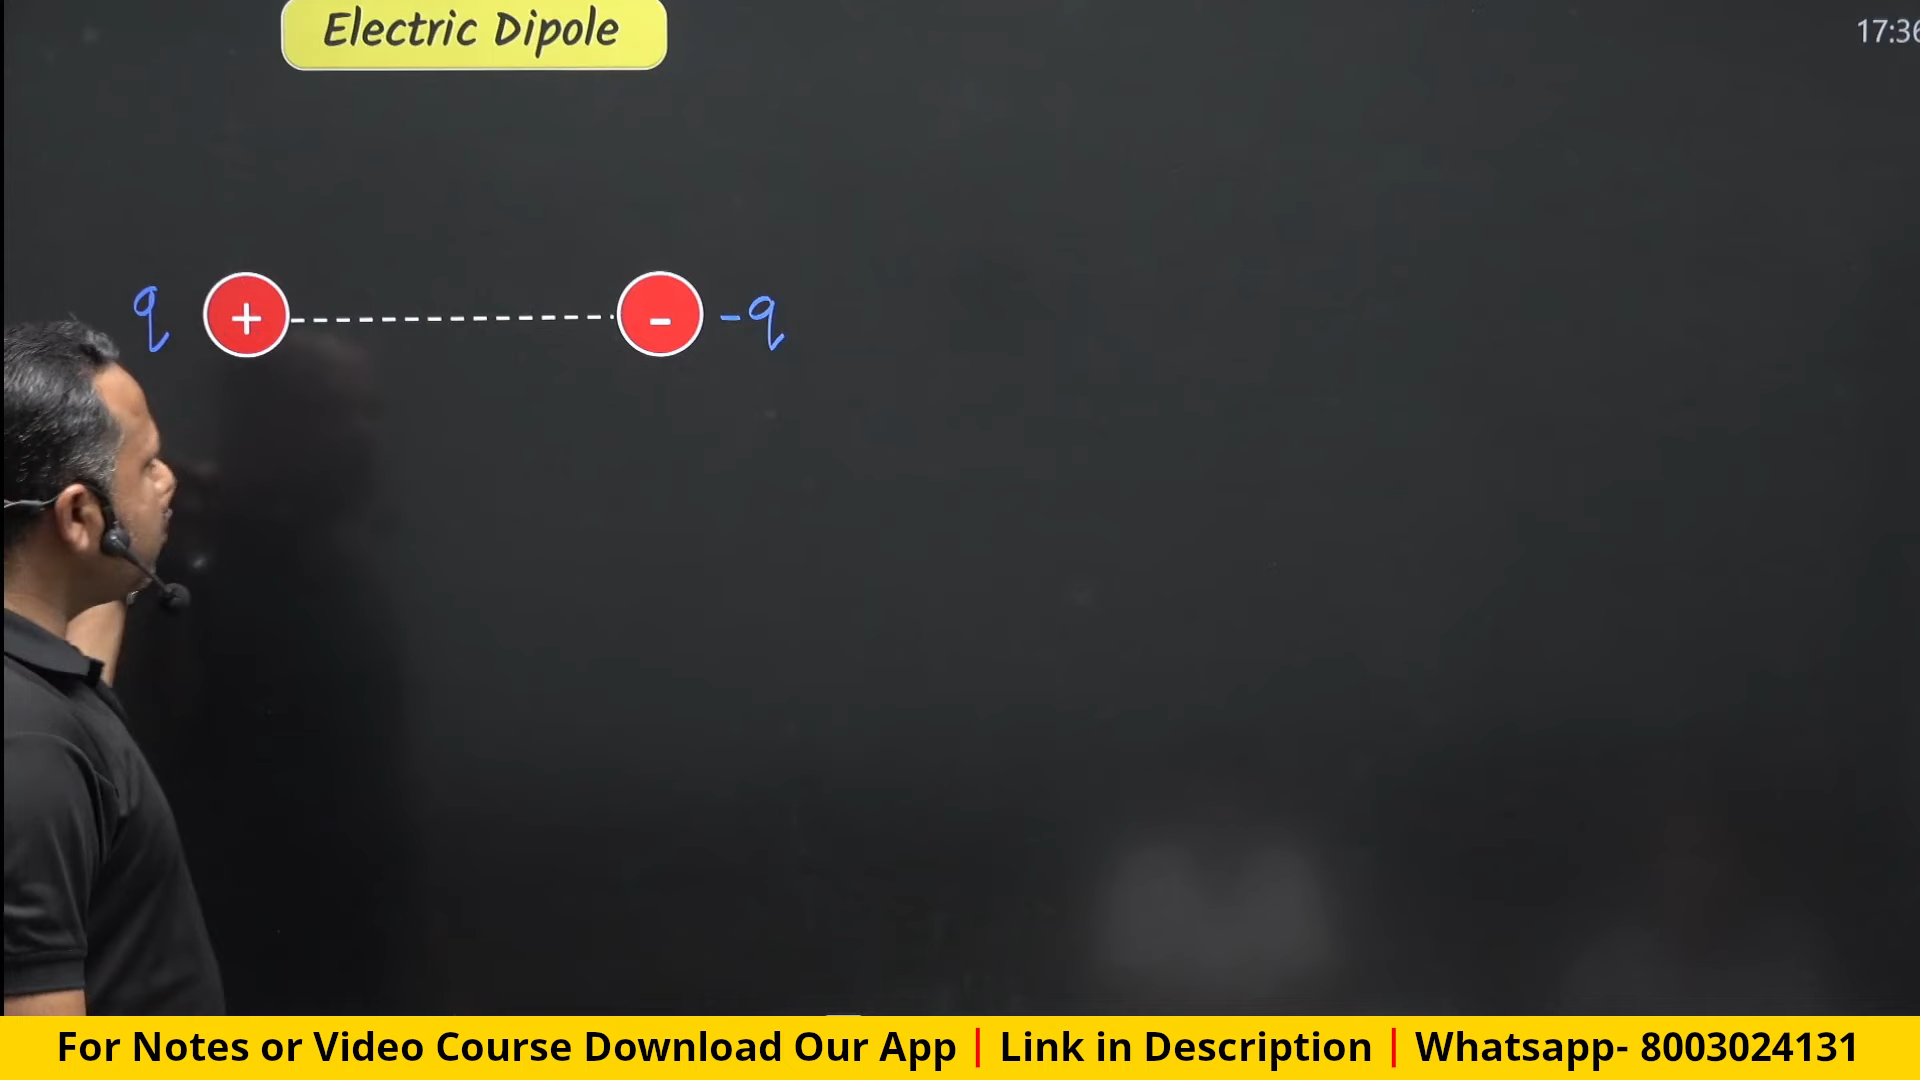 Electric Dipole
17:36
q + - -q
For Notes or Video Course Download Our App | Link in Description | Whatsapp- 8003024131